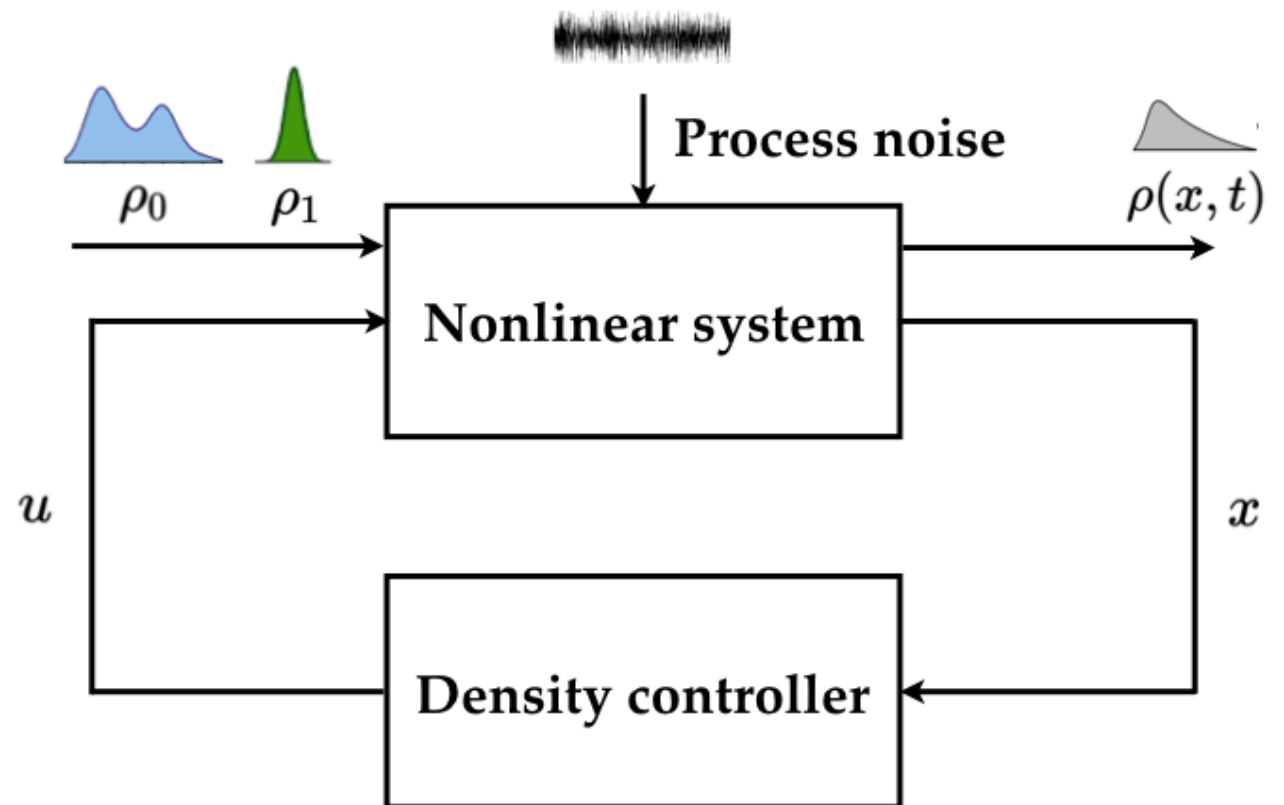 Process noise
ρ₀ ρ₁ ρ(x, t)
Nonlinear system
u x
Density controller